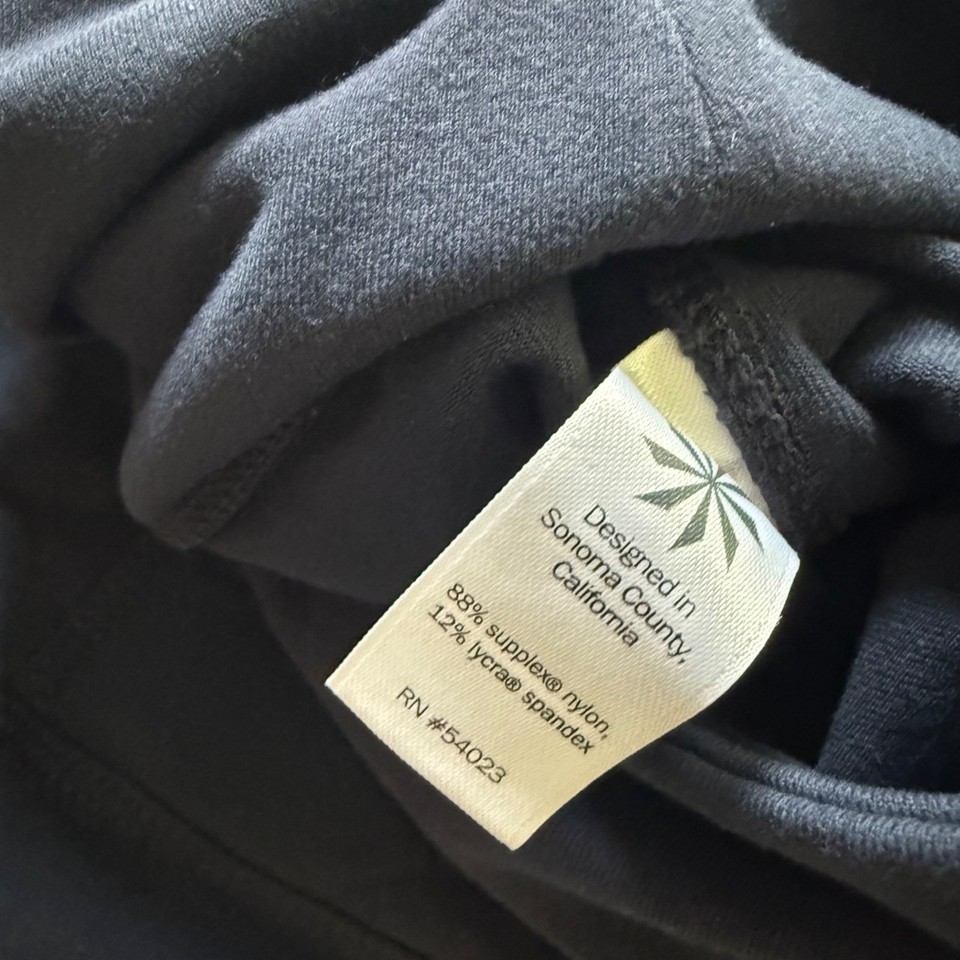 Designed in
Sonoma County,
California
88% supplex® nylon,
12% lycra® spandex
RN #54023